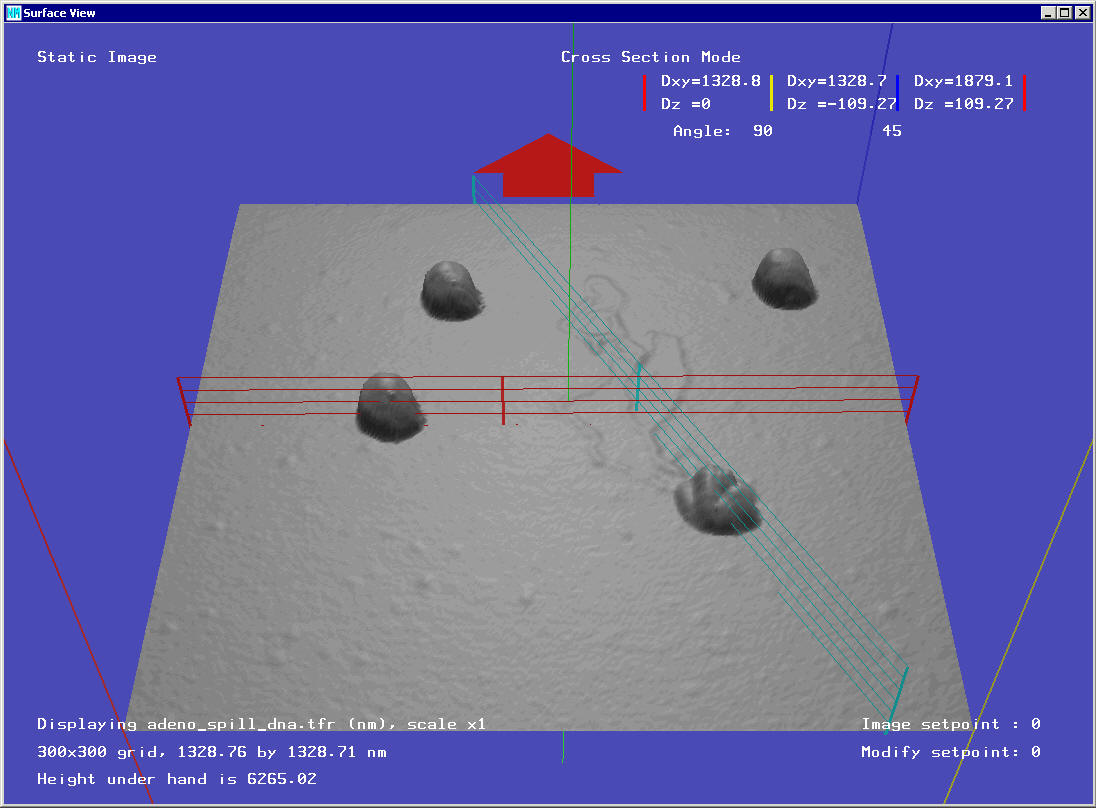 NM Surface View
Static Image
Cross Section Mode
Dxy=1328.8 Dxy=1328.7 Dxy=1879.1
Dz =0 Dz =-109.27 Dz =109.27
Angle: 90 45
Displaying adeno_spill_dna.tfr (nm), scale x1
300x300 grid, 1328.76 by 1328.71 nm
Height under hand is 6265.02
Image setpoint : 0
Modify setpoint: 0